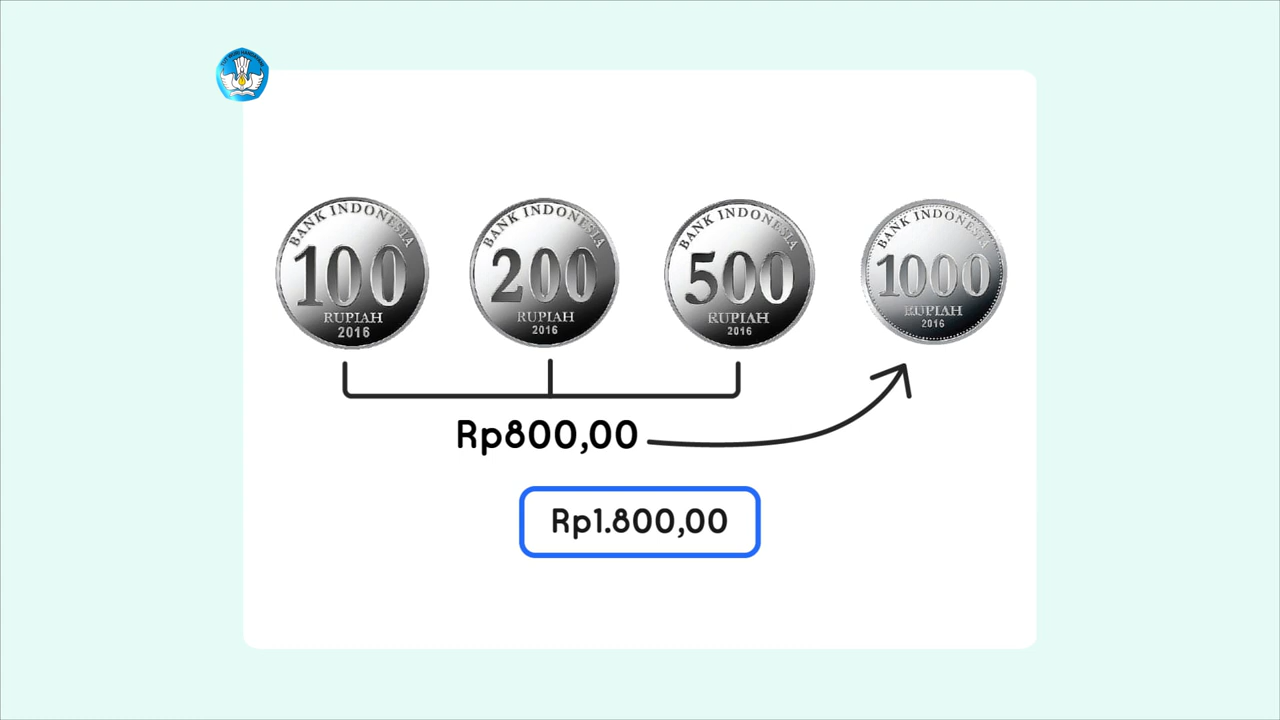 BANK INDONESIA
100
RUPIAH
2016
BANK INDONESIA
200
RUPIAH
2016
BANK INDONESIA
500
RUPIAH
2016
BANK INDONESIA
1000
RUPIAH
2016
Rp800,00
Rp1.800,00